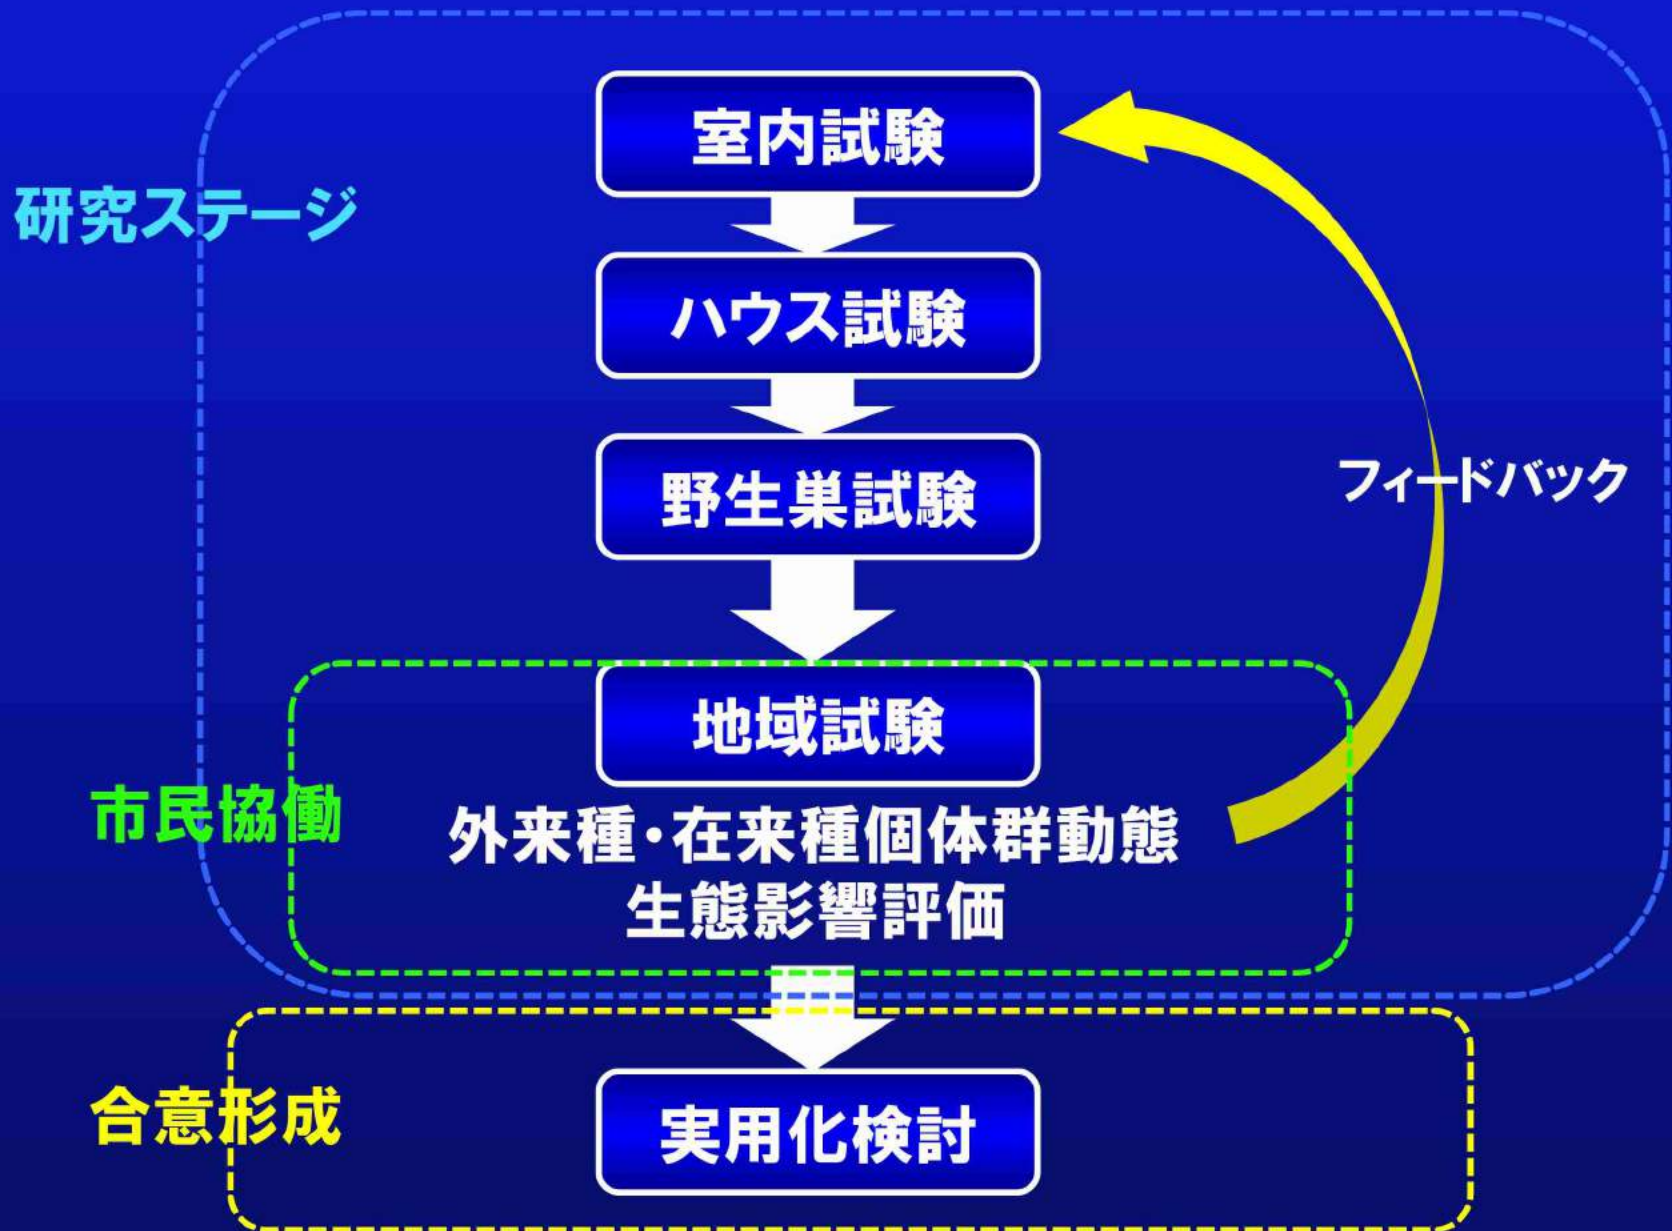 室内試験
研究ステージ
ハウス試験
野生巣試験
フィードバック
地域試験
市民協働
外来種・在来種個体群動態
生態影響評価
合意形成
実用化検討